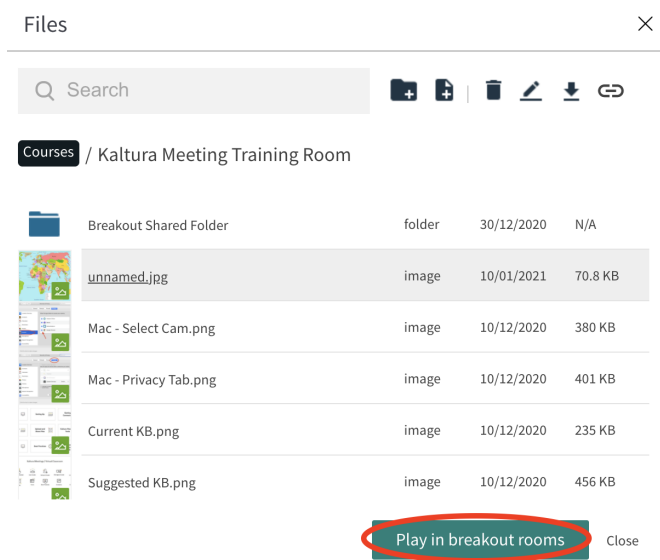 Files
Search
Courses / Kaltura Meeting Training Room
Breakout Shared Folder folder 30/12/2020 N/A
unnamed.jpg image 10/01/2021 70.8 KB
Mac - Select Cam.png image 10/12/2020 380 KB
Mac - Privacy Tab.png image 10/12/2020 401 KB
Current KB.png image 10/12/2020 235 KB
Suggested KB.png image 10/12/2020 456 KB
Play in breakout rooms Close